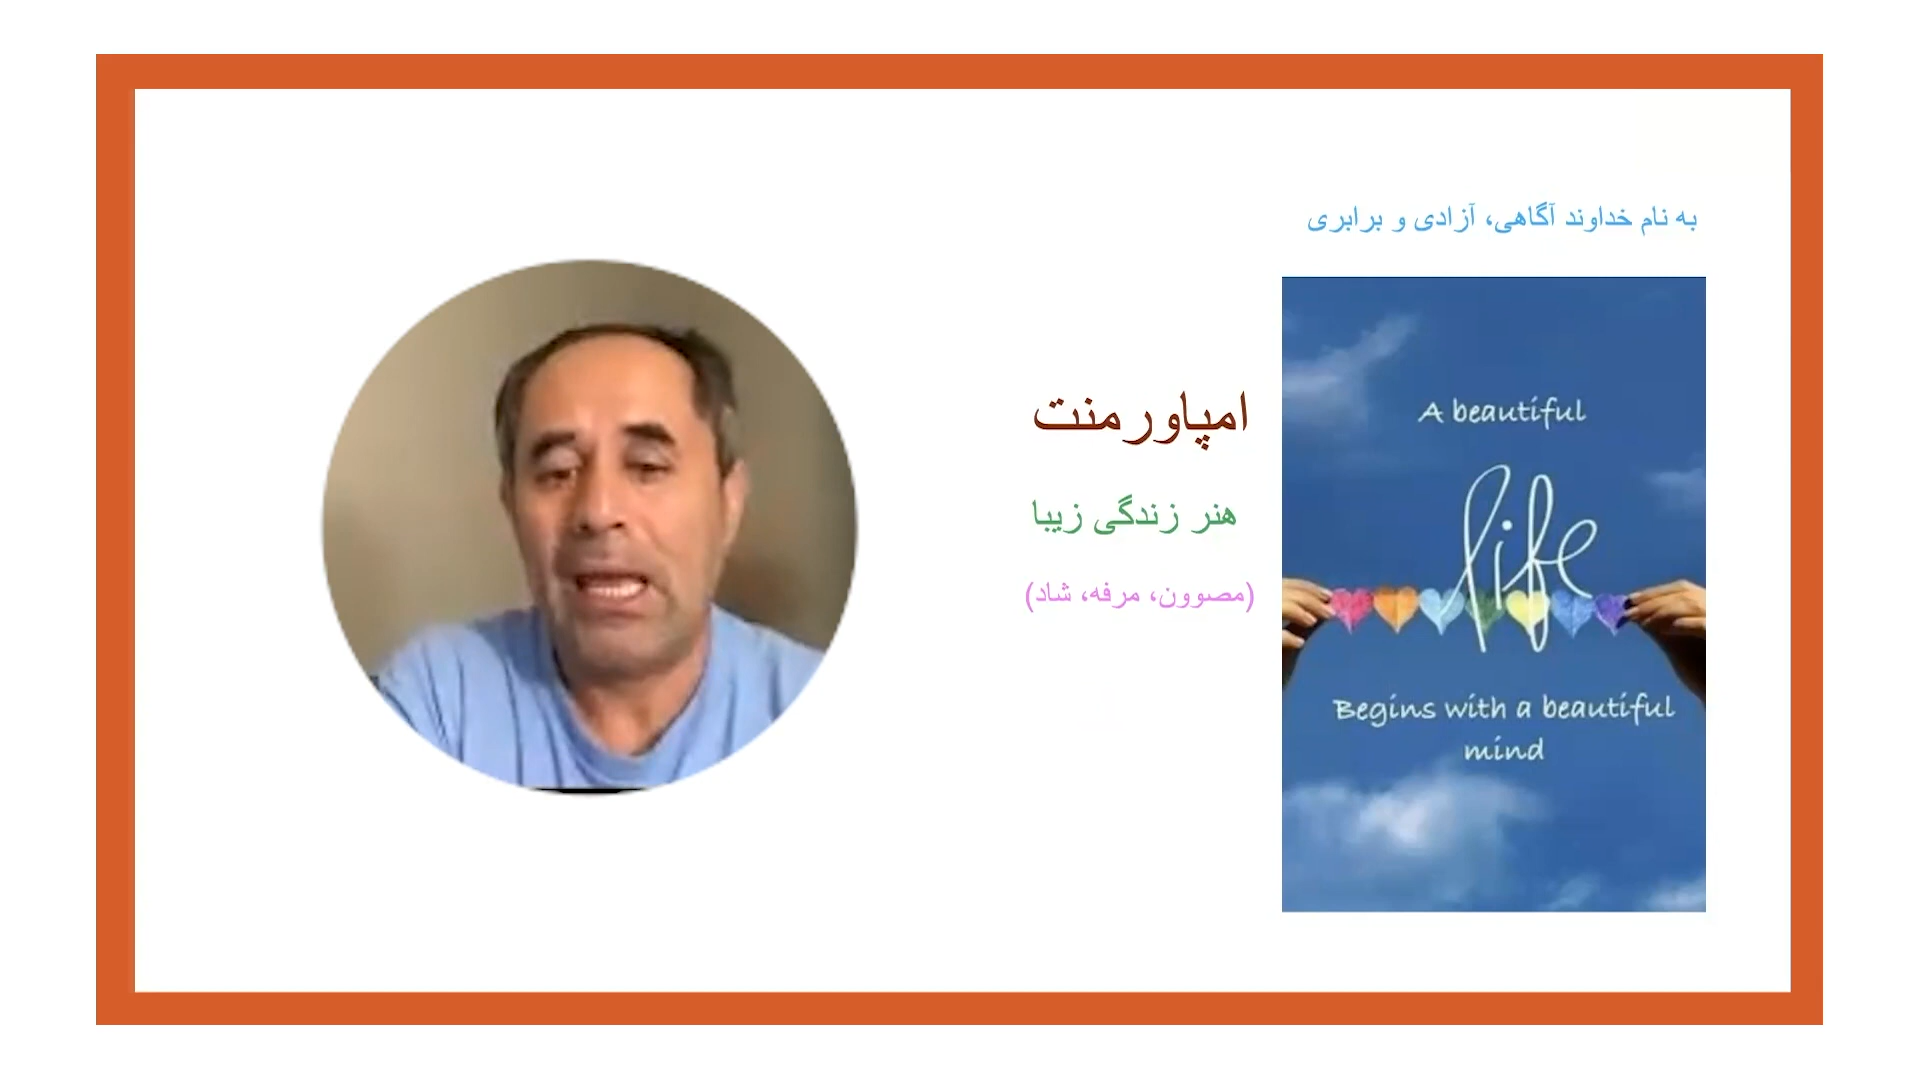 به نام خداوند آگاهی، آزادی و برابری
امپاورمنت
هنر زندگی زیبا
(مصوون، مرفه، شاد)
A beautiful
life
Begins with a beautiful
mind